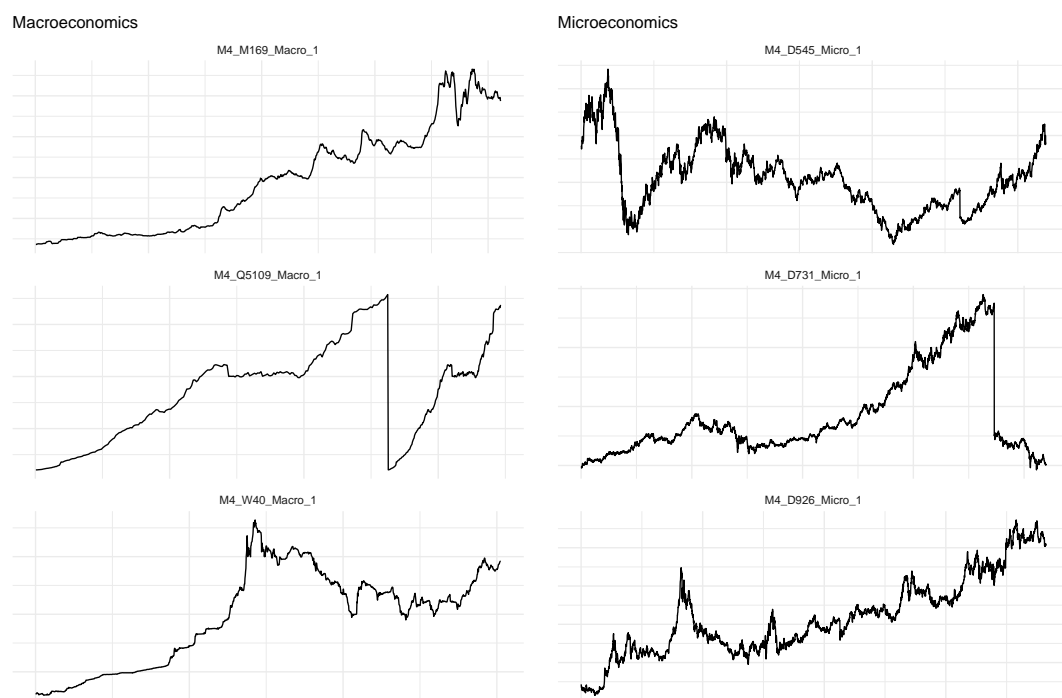 Macroeconomics
M4_M169_Macro_1
M4_Q5109_Macro_1
M4_W40_Macro_1
Microeconomics
M4_D545_Micro_1
M4_D731_Micro_1
M4_D926_Micro_1